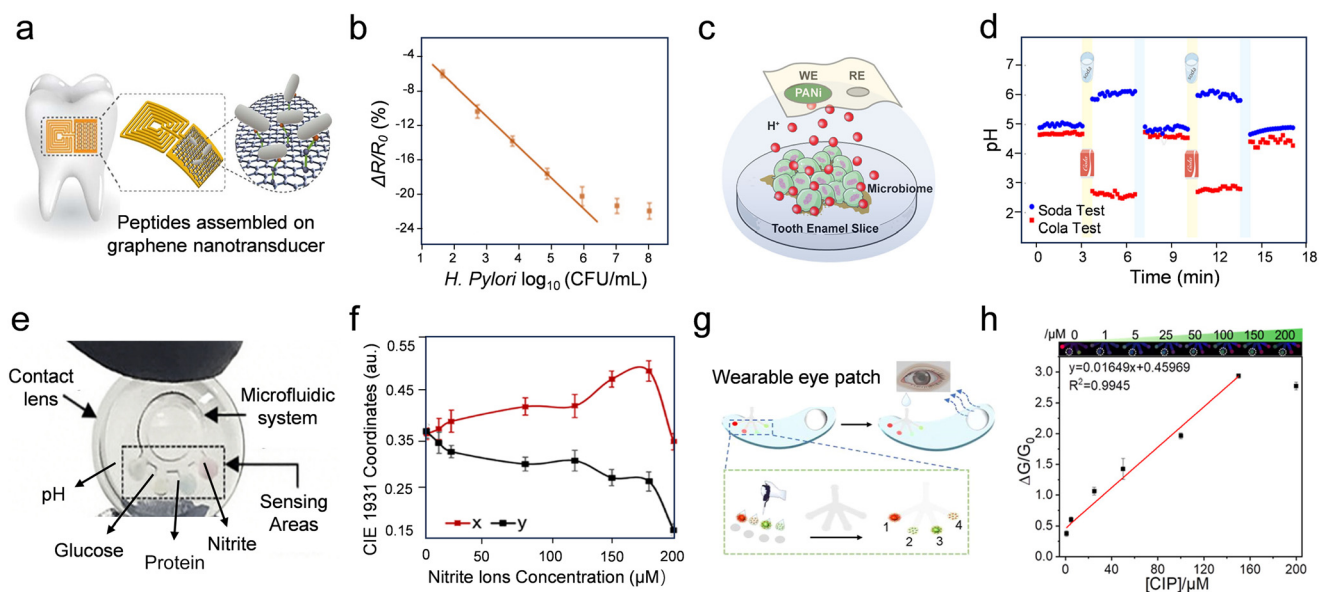 a
Peptides assembled on
graphene nanotransducer
b
ΔR/R0 (%)
-4
-8
-12
-16
-20
-24
1 2 3 4 5 6 7 8
H. Pylori log10 (CFU/mL)
c
WE RE
PANi
H+
Microbiome
Tooth Enamel Slice
d
pH
7
6
5
4
3
2
Soda
Soda
Soda Test
Cola Test
0 3 6 9 12 15 18
Time (min)
e
Contact
lens
Microfluidic
system
pH
Sensing
Areas
Glucose
Protein
Nitrite
f
CIE 1931 Coordinates (au.)
0.55
0.45
0.35
0.25
0.15
x y
0 50 100 150 200
Nitrite Ions Concentration (μM)
g
Wearable eye patch
1 2 3 4
h
/μM 0 1 5 25 50 100 150 200
y=0.01649x+0.45969
R2=0.9945
ΔG/G0
3.0
2.5
2.0
1.5
1.0
0.5
0.0
0 40 80 120 160 200
[CIP]/μM